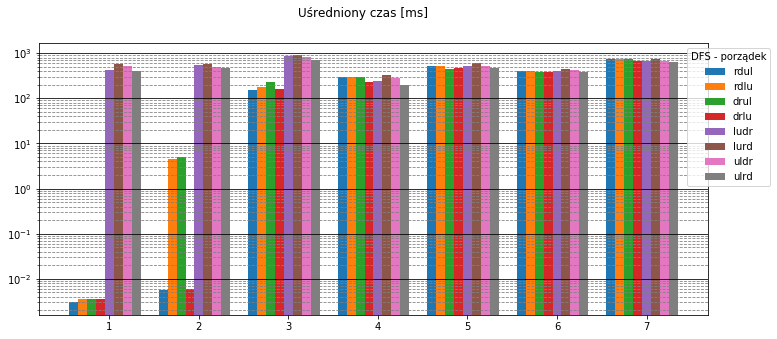 Uśredniony czas [ms]
10³
10²
10¹
10⁰
10⁻¹
10⁻²
1 2 3 4 5 6 7
DFS - porządek
rdul
rdlu
drul
drlu
ludr
lurd
uldr
ulrd